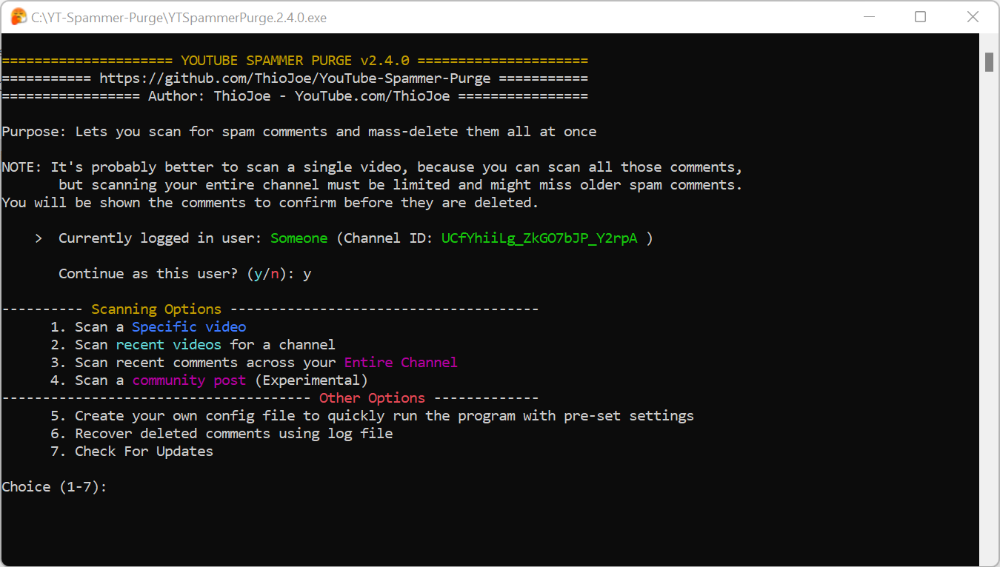 C:\YT-Spammer-Purge\YTSpammerPurge.2.4.0.exe
===================== YOUTUBE SPAMMER PURGE v2.4.0 =====================
=========== https://github.com/ThioJoe/YouTube-Spammer-Purge ===========
================= Author: ThioJoe - YouTube.com/ThioJoe ================
Purpose: Lets you scan for spam comments and mass-delete them all at once
NOTE: It's probably better to scan a single video, because you can scan all those comments,
but scanning your entire channel must be limited and might miss older spam comments.
You will be shown the comments to confirm before they are deleted.
> Currently logged in user: Someone (Channel ID: UCfYhiiLg_ZkGO7bJP_Y2rpA )
Continue as this user? (y/n): y
---------- Scanning Options --------------------------------------
1. Scan a Specific video
2. Scan recent videos for a channel
3. Scan recent comments across your Entire Channel
4. Scan a community post (Experimental)
-------------------------------------- Other Options -------------
5. Create your own config file to quickly run the program with pre-set settings
6. Recover deleted comments using log file
7. Check For Updates
Choice (1-7):